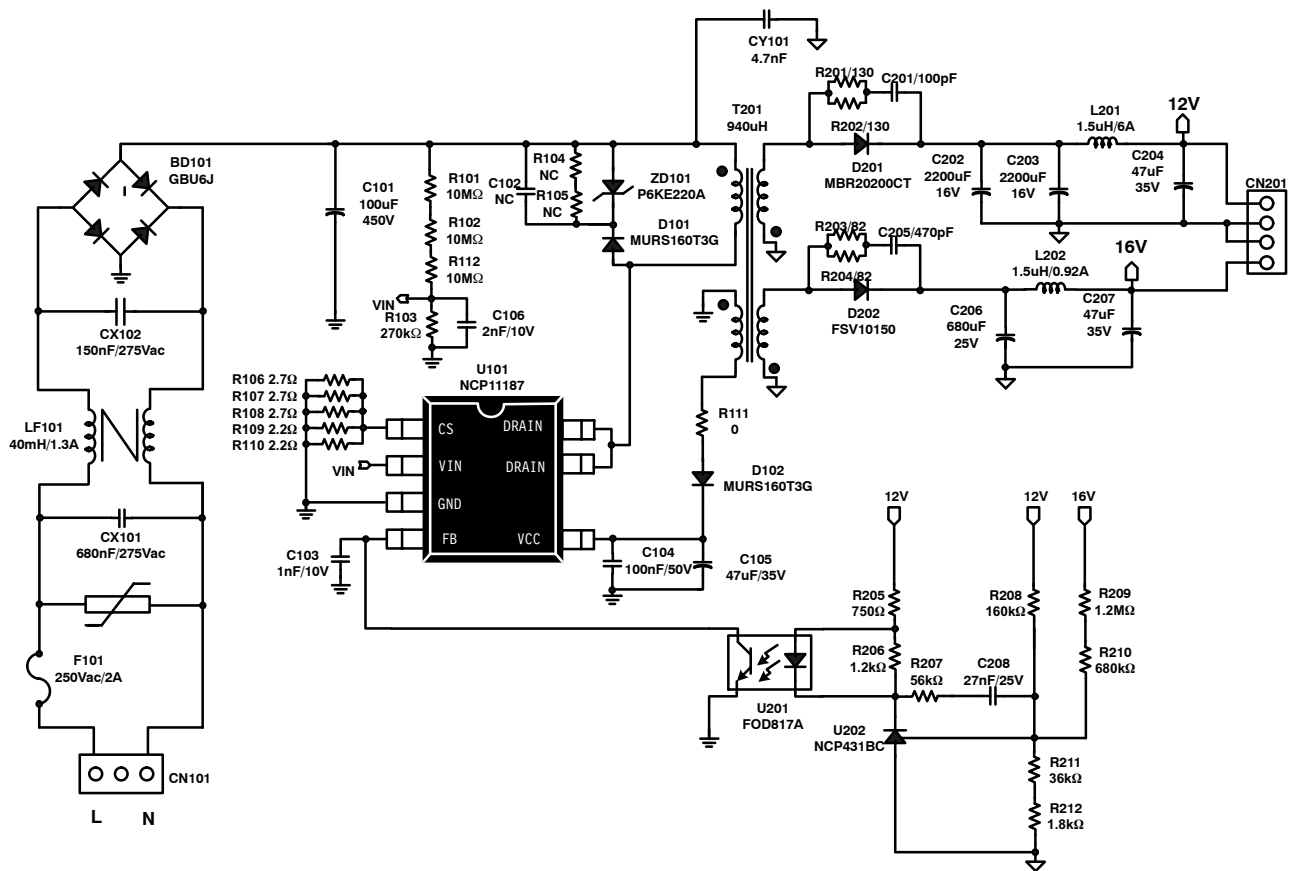 CY101
4.7nF
R201/130
C201/100pF
T201
940uH
R202/130
D201
MBR20200CT
L201
1.5uH/6A
12V
BD101
GBU6J
C101
100uF
450V
R101
10MΩ
R102
10MΩ
R112
10MΩ
C102
NC
R104
NC
R105
NC
ZD101
P6KE220A
D101
MURS160T3G
C202
2200uF
16V
C203
2200uF
16V
C204
47uF
35V
CN201
R203/82
C205/470pF
R204/82
D202
FSV10150
L202
1.5uH/0.92A
16V
C206
680uF
25V
C207
47uF
35V
VIN
R103
270kΩ
C106
2nF/10V
CX102
150nF/275Vac
U101
NCP11187
R106 2.7Ω
R107 2.7Ω
R108 2.7Ω
R109 2.2Ω
R110 2.2Ω
VIN
CS
VIN
GND
FB
DRAIN
DRAIN
VCC
R111
0
D102
MURS160T3G
LF101
40mH/1.3A
CX101
680nF/275Vac
C103
1nF/10V
C104
100nF/50V
C105
47uF/35V
12V
12V
16V
R205
750Ω
R208
160kΩ
R209
1.2MΩ
R206
1.2kΩ
R207
56kΩ
C208
27nF/25V
R210
680kΩ
F101
250Vac/2A
U201
FOD817A
U202
NCP431BC
R211
36kΩ
R212
1.8kΩ
CN101
L
N